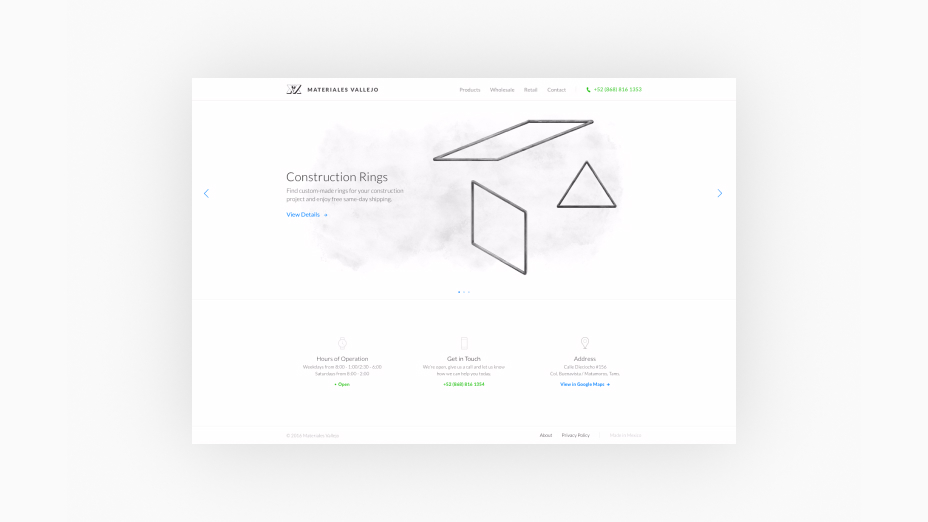 MATERIALES VALLEJO
Products Wholesale Retail Contact +52 (868) 816 1353
Construction Rings
Find custom-made rings for your construction
project and enjoy free same-day shipping.
View Details →
Hours of Operation
Weekdays from 8:00 - 1:00/2:30 - 6:00
Saturdays from 8:00 - 2:00
• Open
Get in Touch
We're open, give us a call and let us know
how we can help you today.
+52 (868) 816 1354
Address
Calle Dieciocho #156
Col. Buenavista / Matamoros, Tams.
View in Google Maps →
Materiales Vallejo
About Privacy Policy